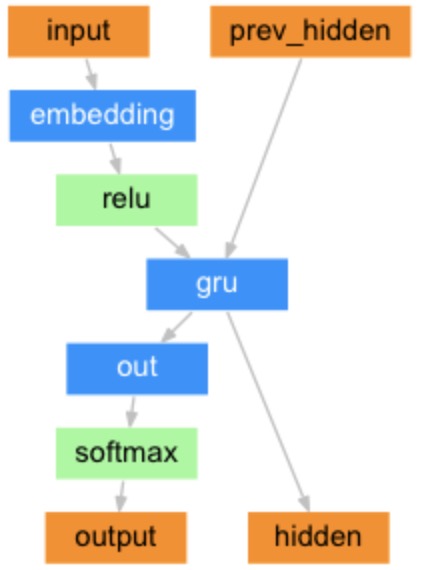 input
prev_hidden
embedding
relu
gru
out
softmax
output
hidden